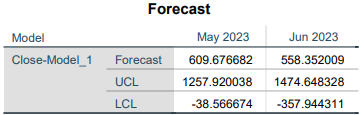 Forecast
Model May 2023 Jun 2023
Close-Model_1 Forecast 609.676682 558.352009
UCL 1257.920038 1474.648328
LCL -38.566674 -357.944311